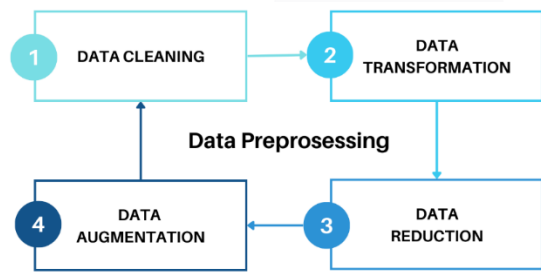 1
DATA CLEANING
2
DATA
TRANSFORMATION
Data Preprosessing
4
DATA
AUGMENTATION
3
DATA
REDUCTION